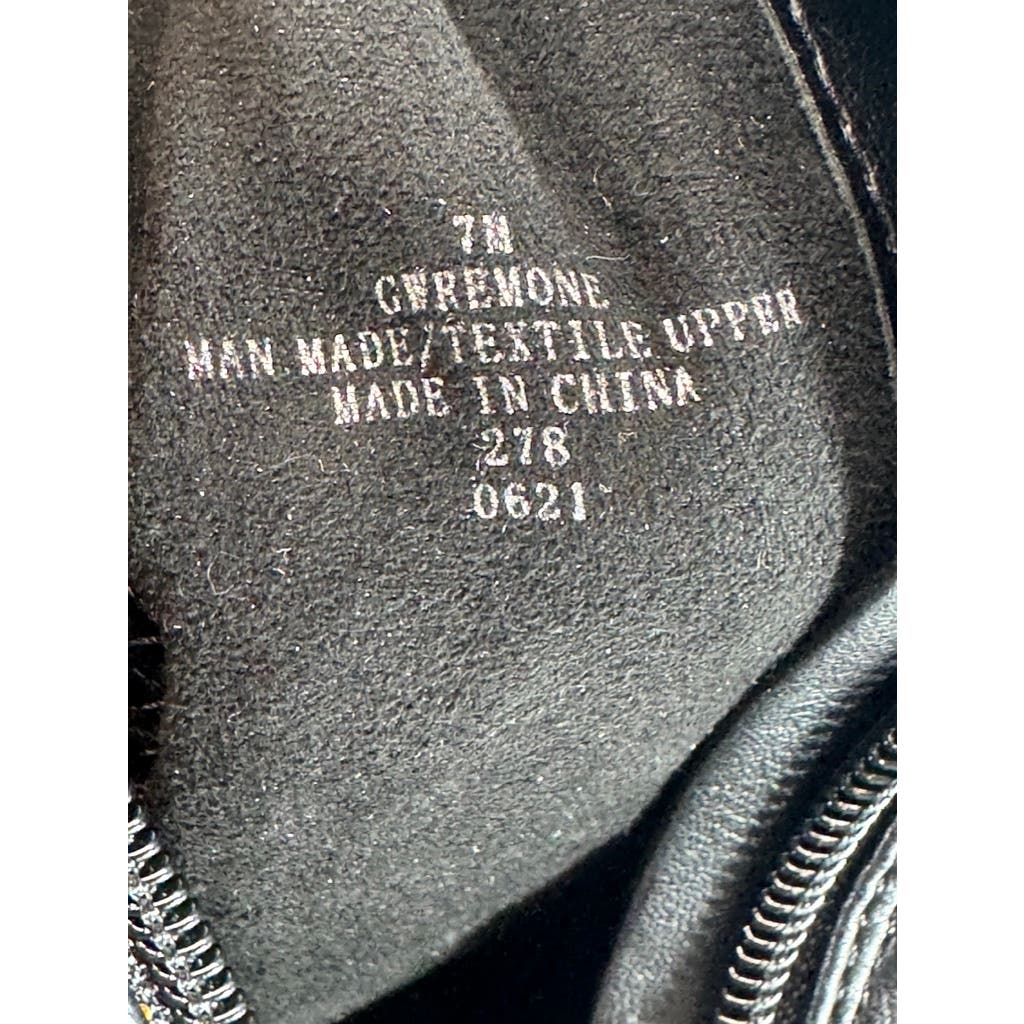 7M
GWREMONE
MAN MADE/TEXTILE UPPER
MADE IN CHINA
278
0621